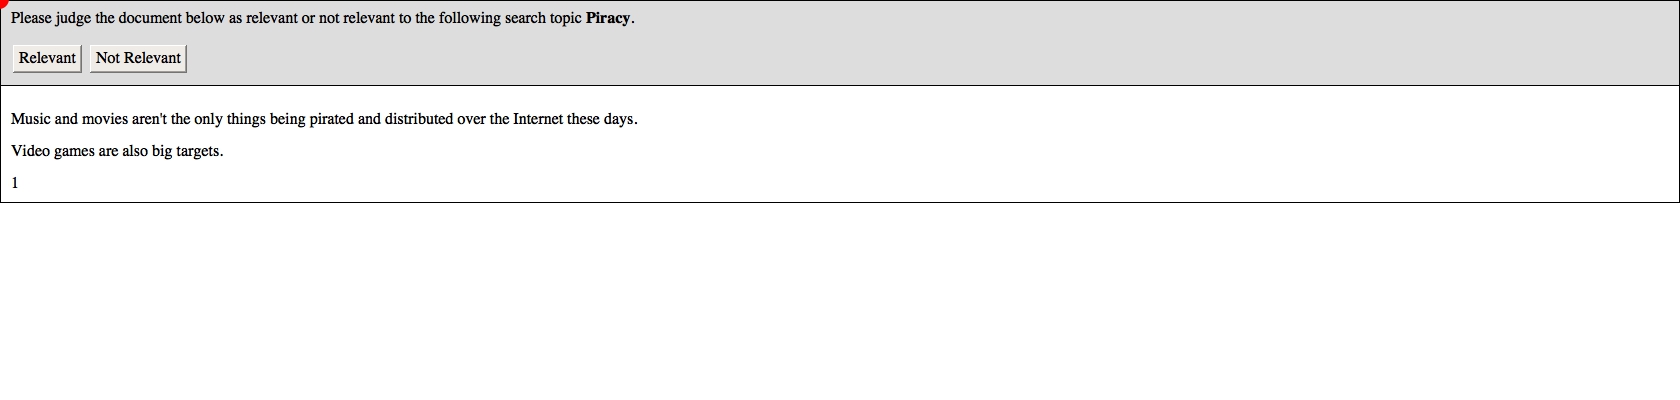 Please judge the document below as relevant or not relevant to the following search topic Piracy.
Relevant Not Relevant
Music and movies aren't the only things being pirated and distributed over the Internet these days.
Video games are also big targets.
1